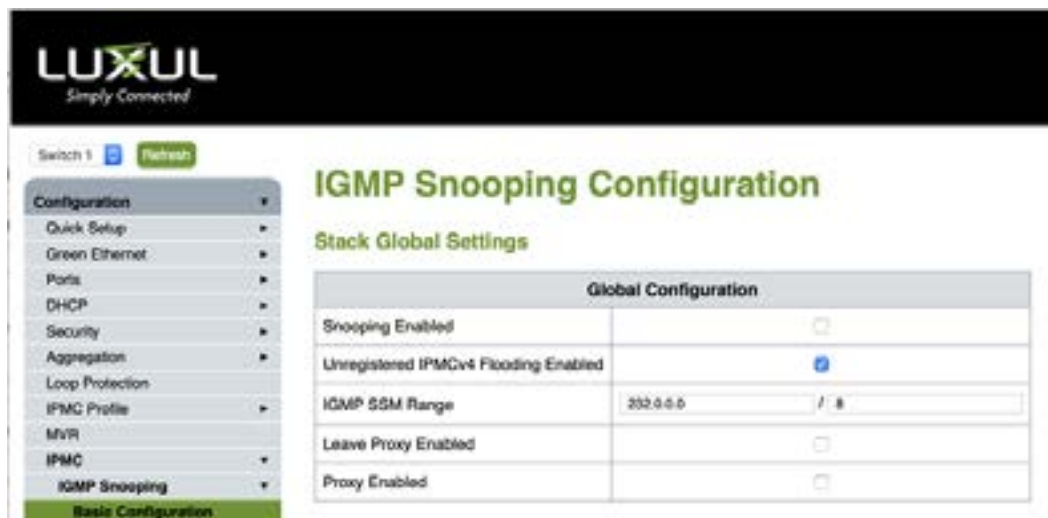 LUXUL
Simply Connected
Switch 1 Refresh
Configuration
Quick Setup
Green Ethernet
Ports
DHCP
Security
Aggregation
Loop Protection
IPMC Profile
MVR
IPMC
IGMP Snooping
Basic Configuration
IGMP Snooping Configuration
Stack Global Settings
Global Configuration
Snooping Enabled
Unregistered IPMCv4 Flooding Enabled
IGMP SSM Range 232.0.0.0 / 8
Leave Proxy Enabled
Proxy Enabled